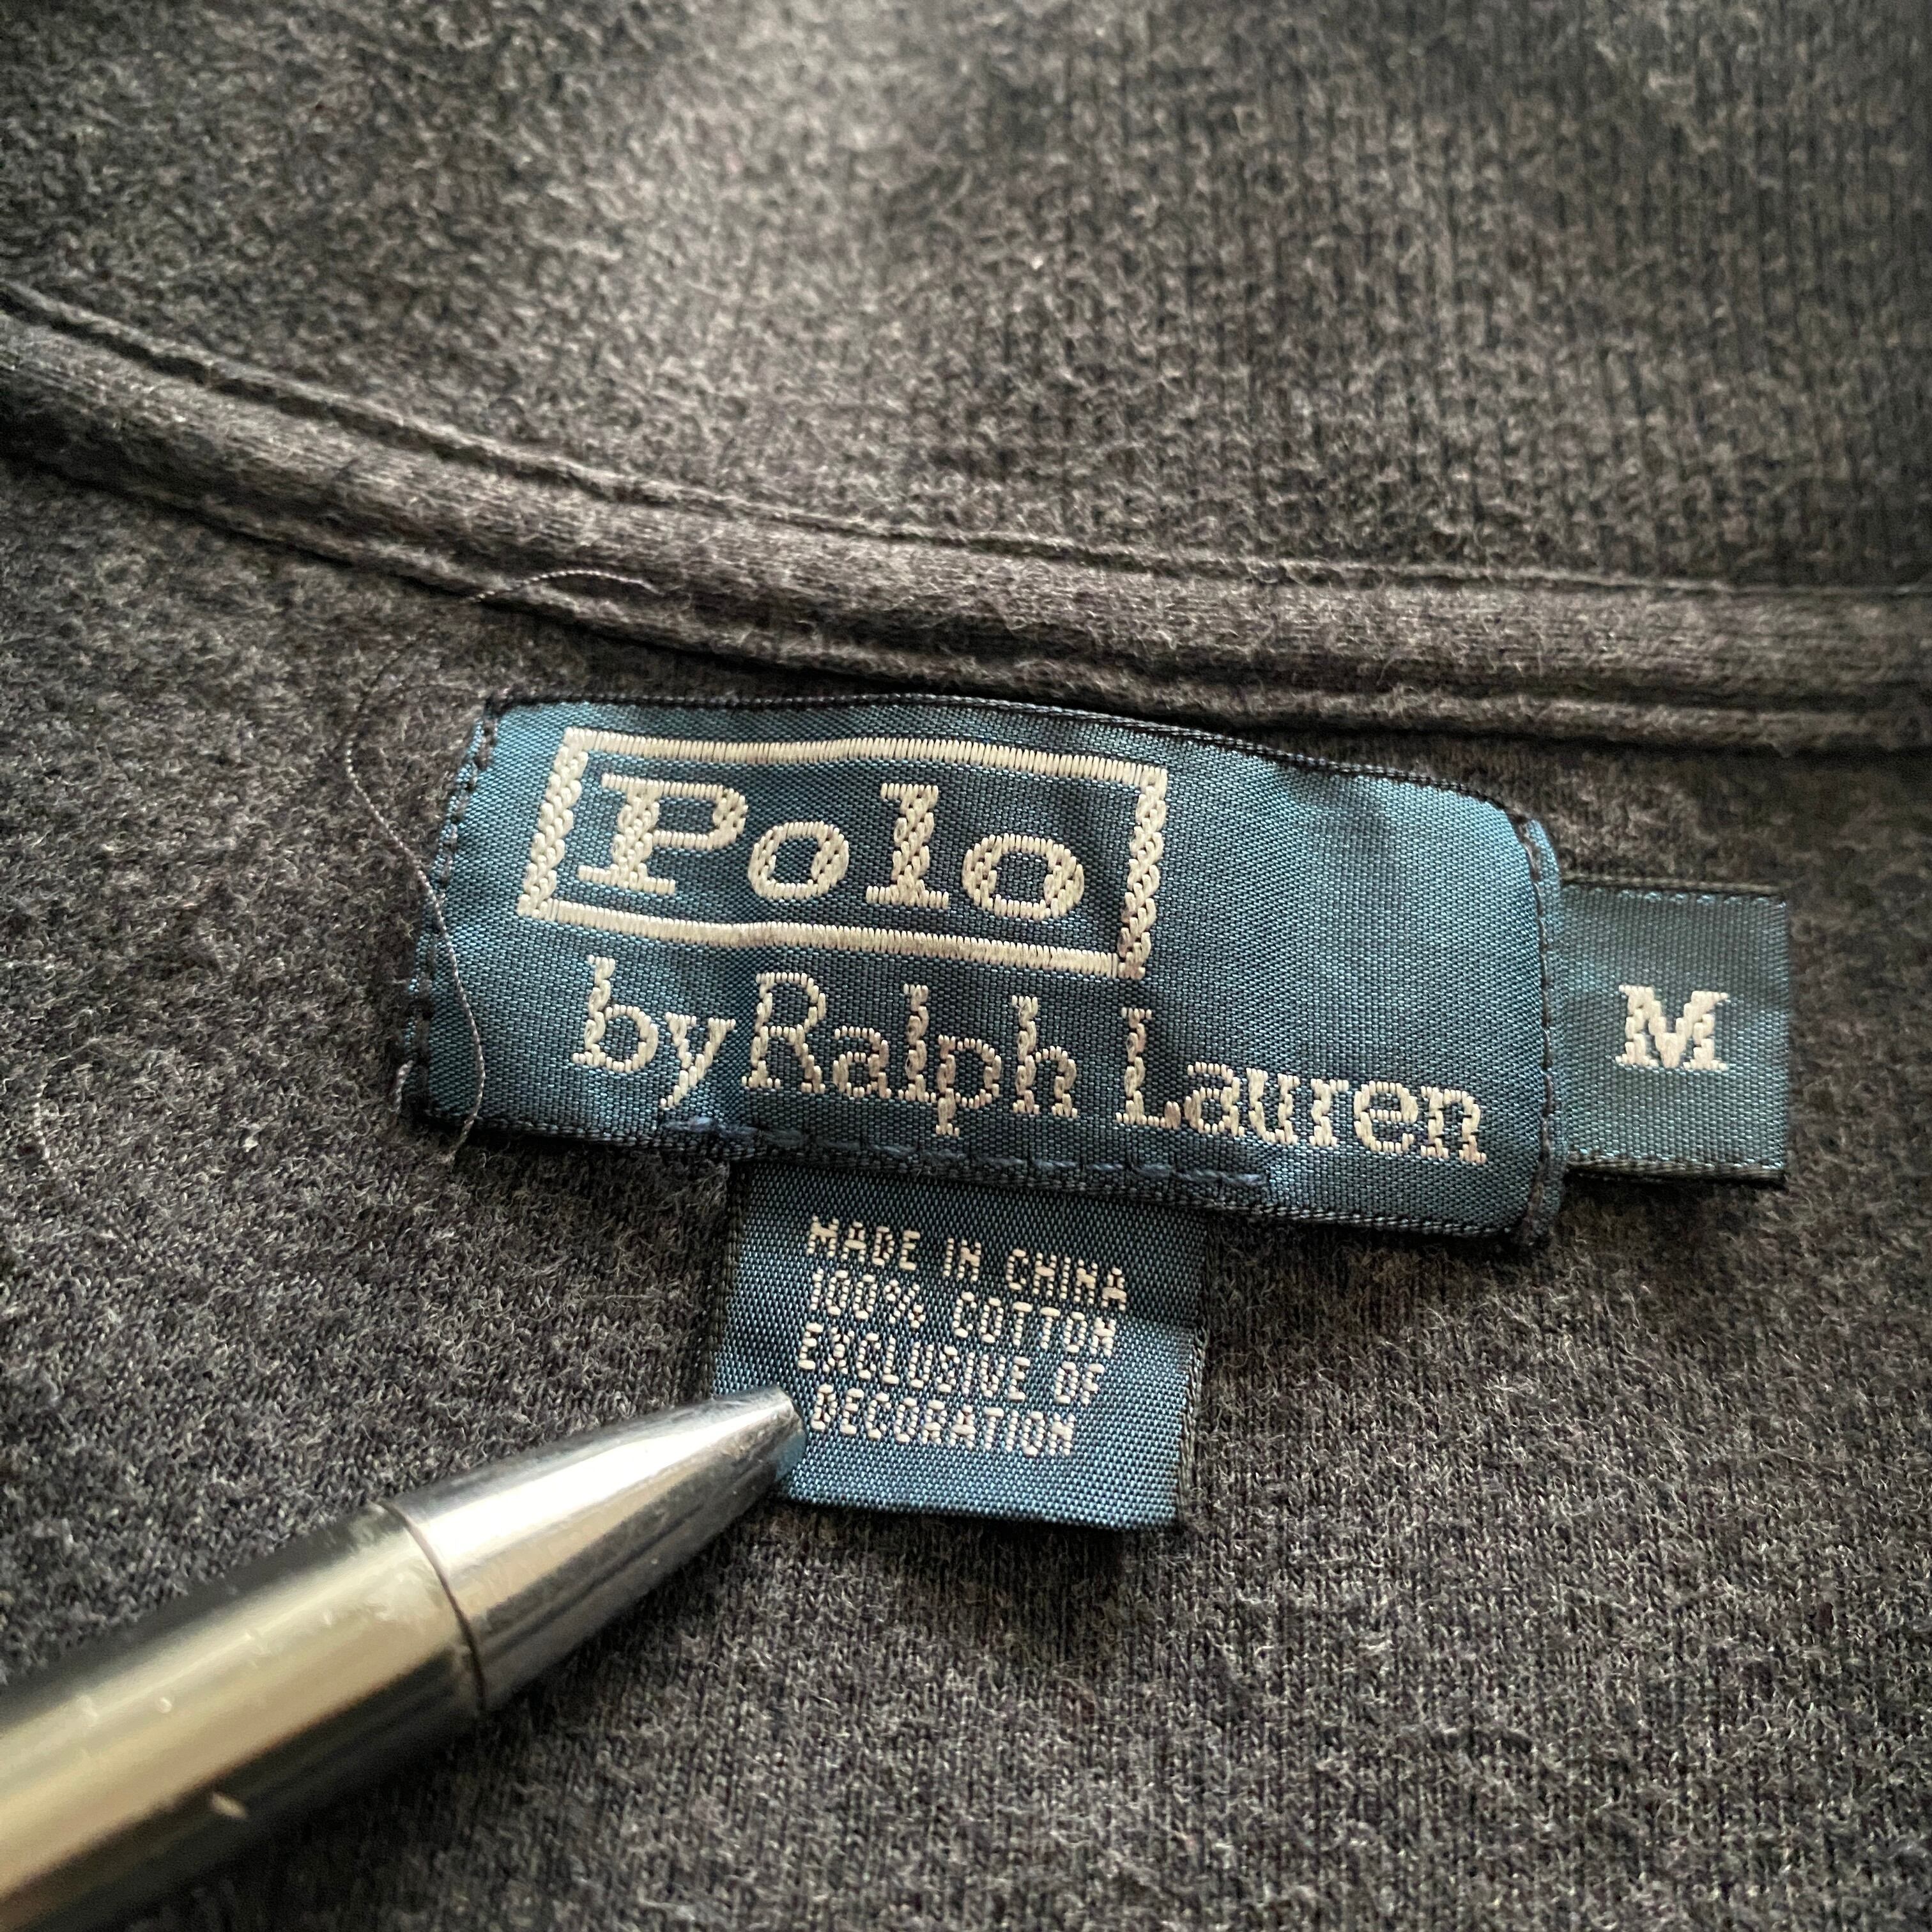 Polo
by Ralph Lauren
M
MADE IN CHINA
100% COTTON
EXCLUSIVE OF
DECORATION